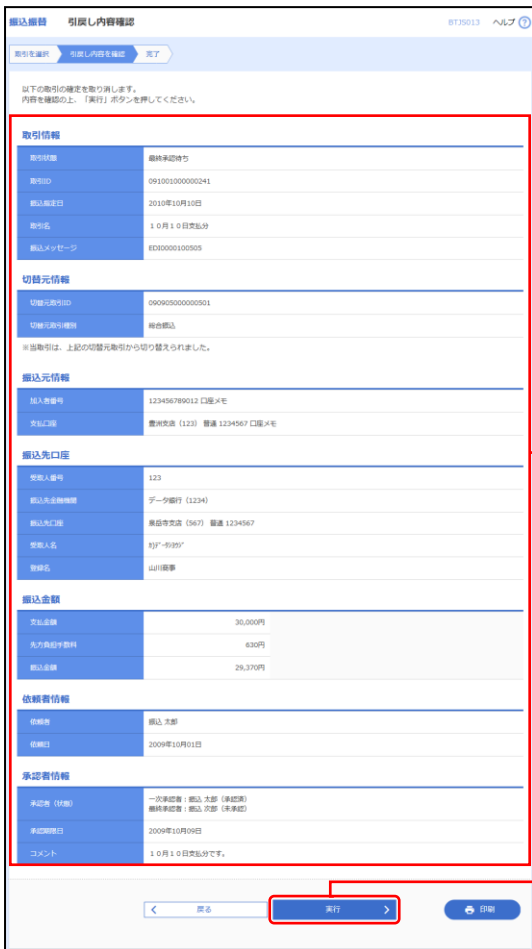 振込振替 引戻し内容確認 BTJS013 ヘルプ ?
取引を選択 引戻し内容を確認 完了
以下の取引の確定を取り消します。
内容を確認の上、「実行」ボタンを押してください。
取引情報
取引状態 最終承認待ち
取引ID 091001000000241
振込指定日 2010年10月10日
取引名 10月10日支払分
振込メッセージ EDI0000100505
切替元情報
切替元取引ID 090905000000501
切替元取引種別 総合振込
※当取引は、上記の切替元取引から切り替えられました。
振込元情報
加入者番号 123456789012 口座メモ
支払口座 豊洲支店(123) 普通 1234567 口座メモ
振込先口座
受取人番号 123
振込先金融機関 データ銀行(1234)
振込先口座 支店(567) 普通 1234567
受取人名
登録名 山川商事
振込金額
支払金額 30,000円
先方負担手数料 630円
振込金額 29,370円
依頼者情報
依頼者 振込 太郎
依頼日 2009年10月01日
承認者情報
承認者(状態) 一次承認者:振込 太郎(承認済)
最終承認者:振込 次郎(未承認)
承認期限日 2009年10月09日
コメント 10月10日支払分です。
戻る 実行 印刷